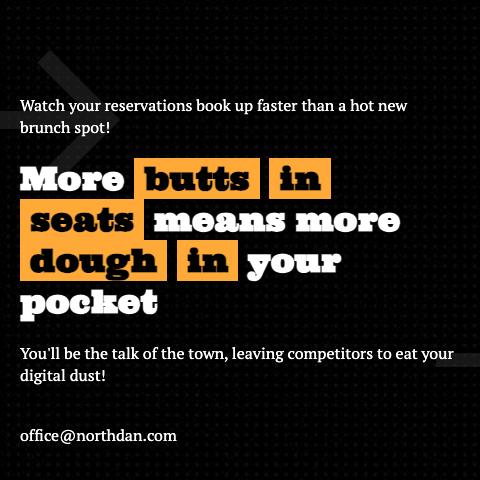 Watch your reservations book up faster than a hot new
brunch spot!
More butts in
seats means more
dough in your
pocket
You'll be the talk of the town, leaving competitors to eat your
digital dust!
office@northdan.com